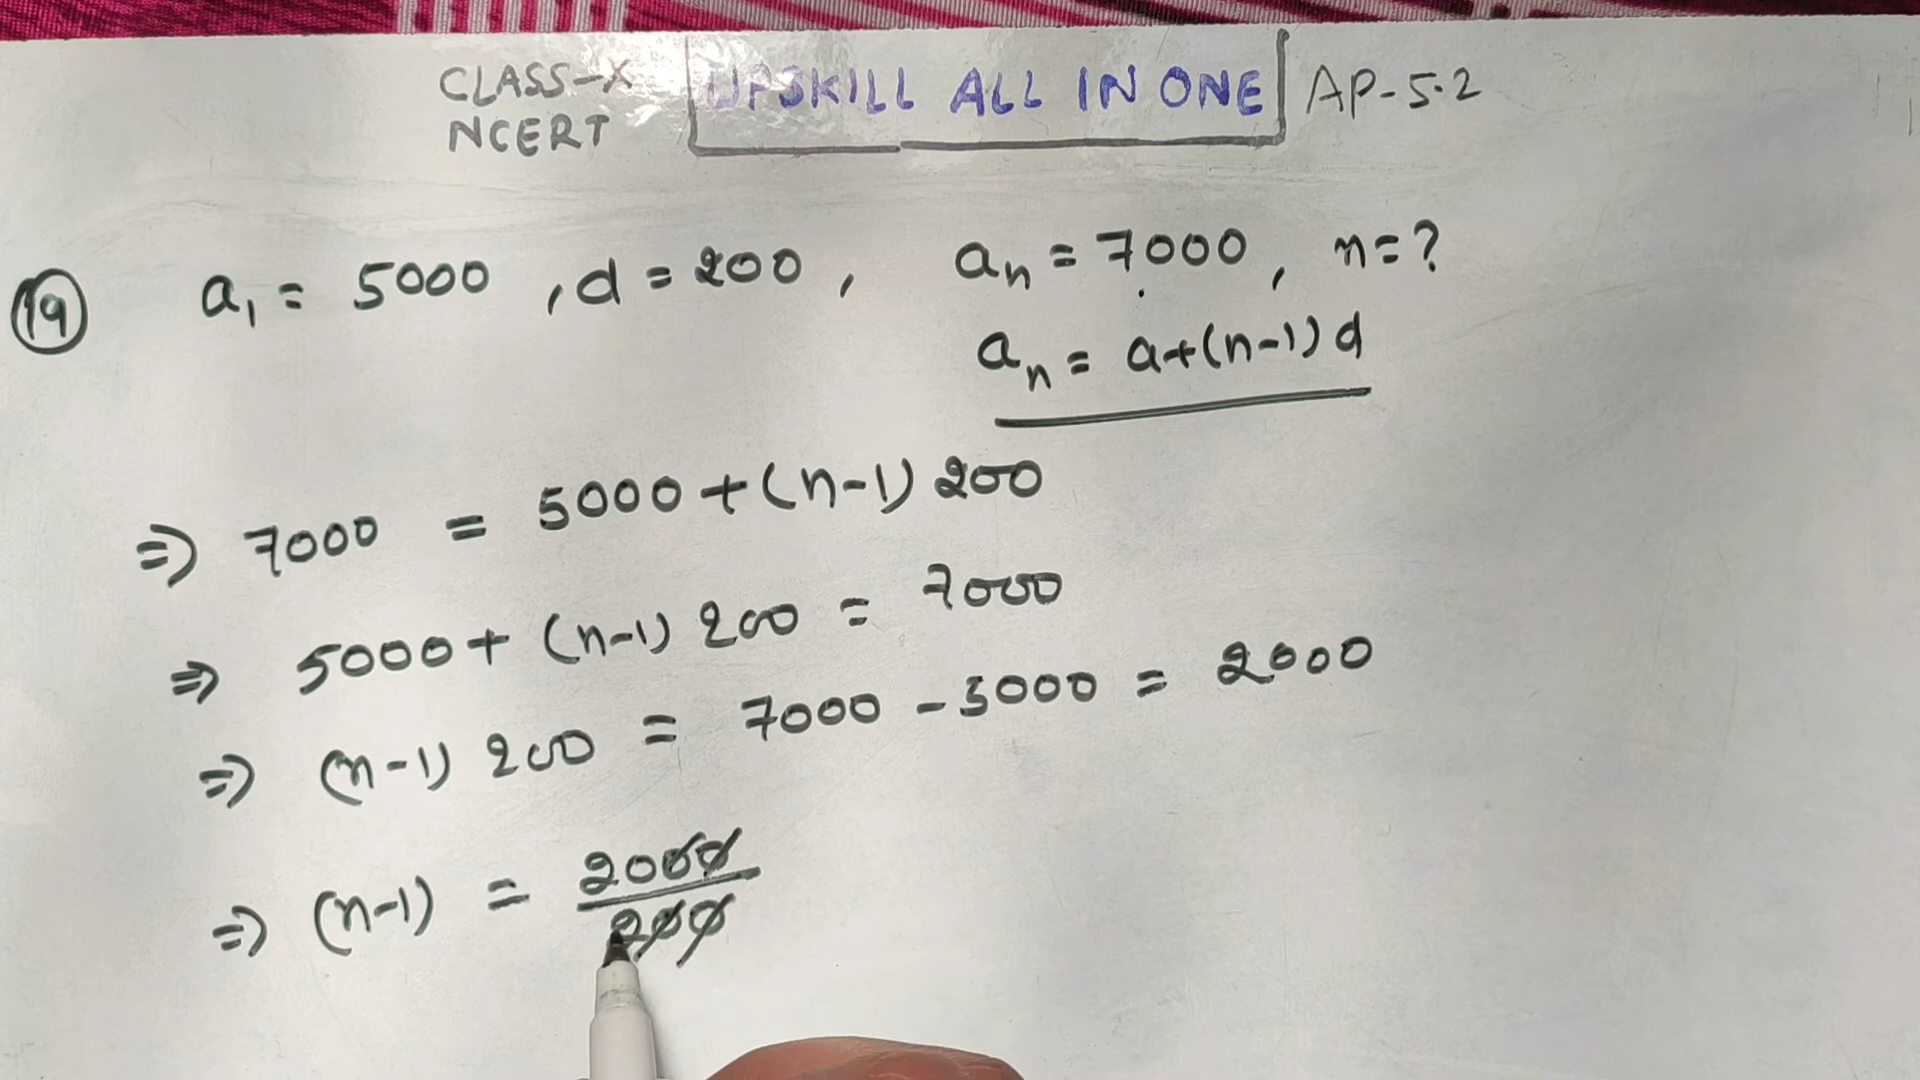 CLASS-X
NCERT
UPSKILL ALL IN ONE
AP-5.2
19 a₁ = 5000, d = 200, aₙ = 7000, n=?
aₙ = a+(n-1)d
⇒ 7000 = 5000+(n-1) 200
⇒ 5000+ (n-1) 200 = 7000
⇒ (n-1) 200 = 7000 - 5000 = 2000
⇒ (n-1) = 2000/200